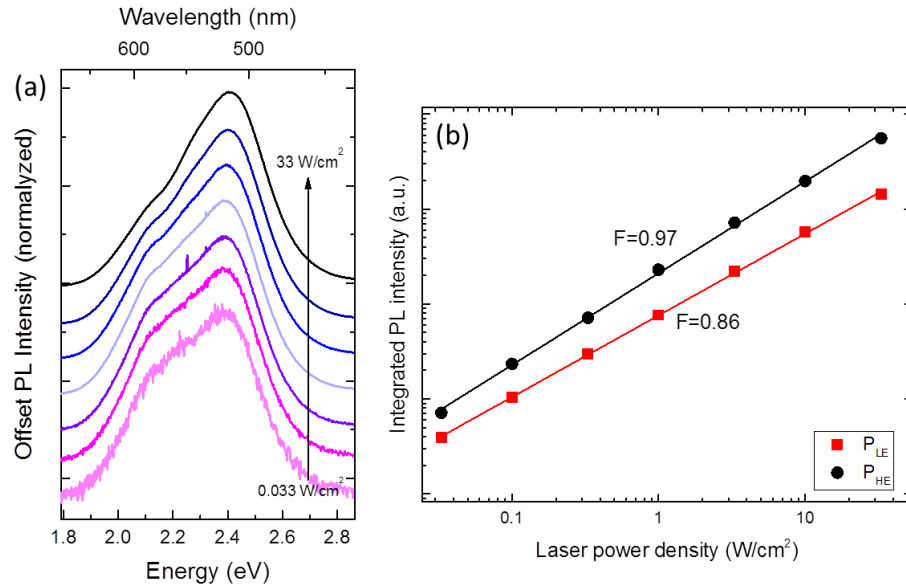 Wavelength (nm)
600 500
(a)
33 W/cm²
0.033 W/cm²
Offset PL Intensity (normalized)
1.8 2.0 2.2 2.4 2.6 2.8
Energy (eV)
(b)
F=0.97
F=0.86
Integrated PL intensity (a.u.)
P_LE
P_HE
0.1 1 10
Laser power density (W/cm²)